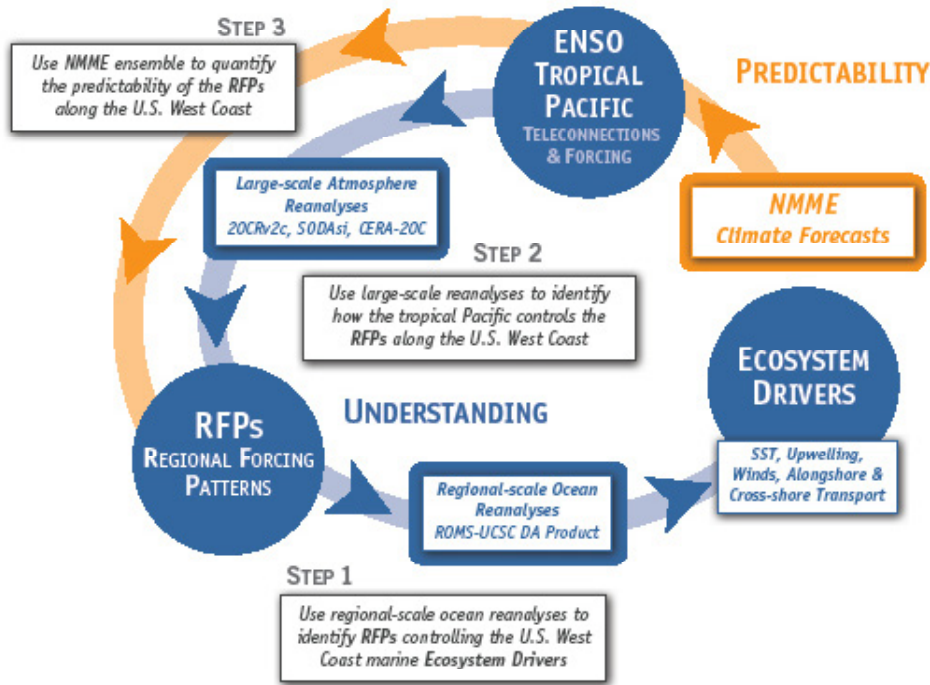 STEP 3
Use NMME ensemble to quantify
the predictability of the RFPs
along the U.S. West Coast
ENSO
TROPICAL
PACIFIC
TELECONNECTIONS
& FORCING
PREDICTABILITY
NMME
Climate Forecasts
Large-scale Atmosphere
Reanalyses
20CRv2c, SODAsi, CERA-20C
STEP 2
Use large-scale reanalyses to identify
how the tropical Pacific controls the
RFPs along the U.S. West Coast
ECOSYSTEM
DRIVERS
SST, Upwelling,
Winds, Alongshore &
Cross-shore Transport
UNDERSTANDING
RFPs
REGIONAL FORCING
PATTERNS
Regional-scale Ocean
Reanalyses
ROMS-UCSC DA Product
STEP 1
Use regional-scale ocean reanalyses to
identify RFPs controlling the U.S. West
Coast marine Ecosystem Drivers